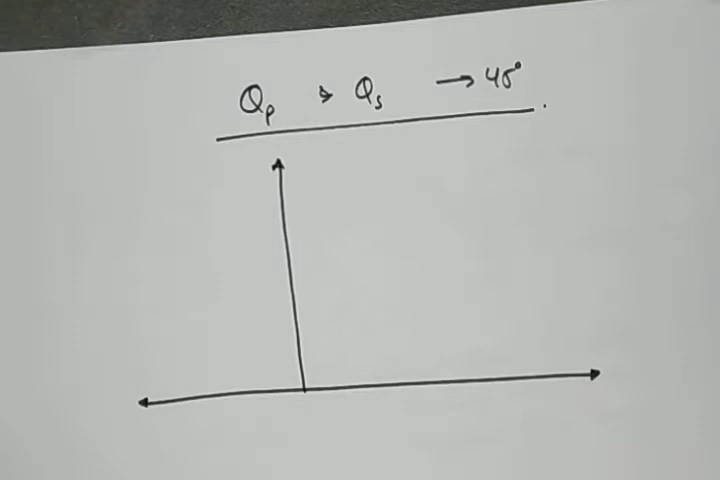 Qp → Qs → 45°